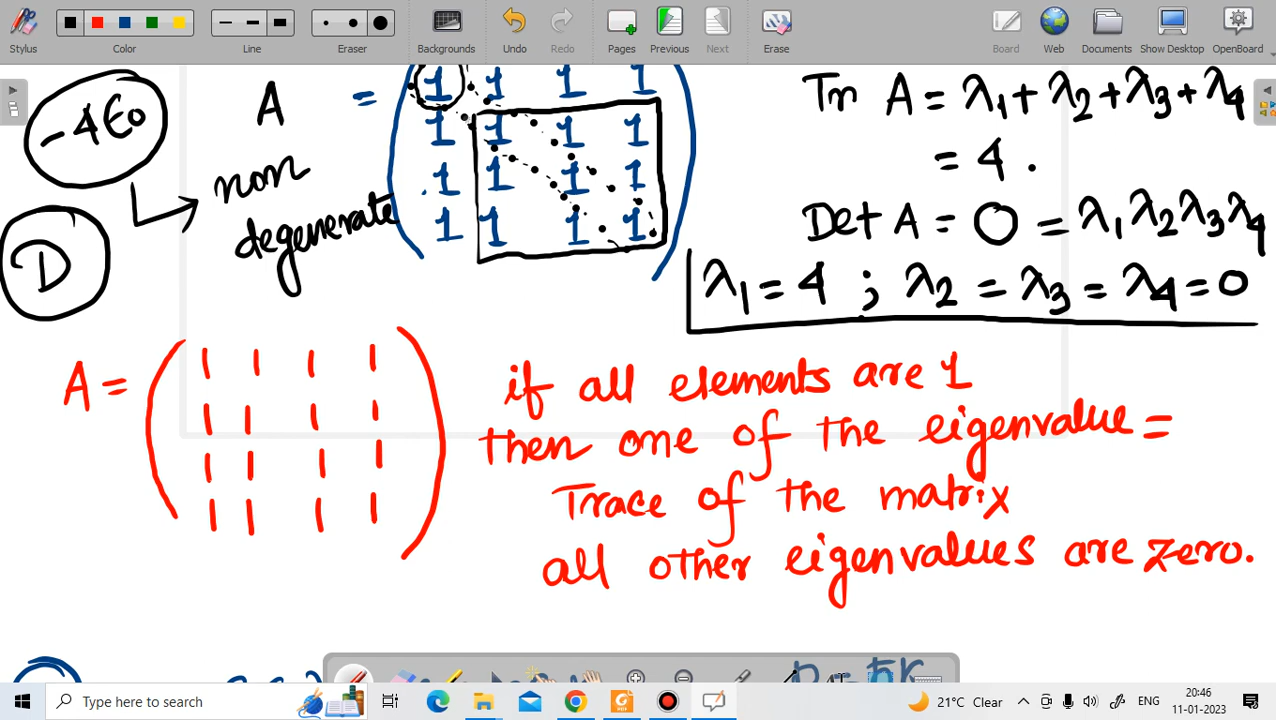 Stylus Color Line Eraser Backgrounds Undo Redo Pages Previous Next Erase Board Web Documents Show Desktop OpenBoard
-4ϵ0
A =
1 1 1 1
1 1 1 1
1 1 1 1
1 1 1 1
non
degenerate
D
Tr A = λ1+λ2+λ3+λ4
= 4 .
Det A = 0 = λ1λ2λ3λ4
λ1 = 4 ; λ2 = λ3 = λ4 = 0
A =
1 1 1 1
1 1 1 1
1 1 1 1
1 1 1 1
if all elements are 1
then one of the eigenvalue =
Trace of the matrix
all other eigenvalues are zero.
Type here to search
21°C Clear
20:46
11-01-2023